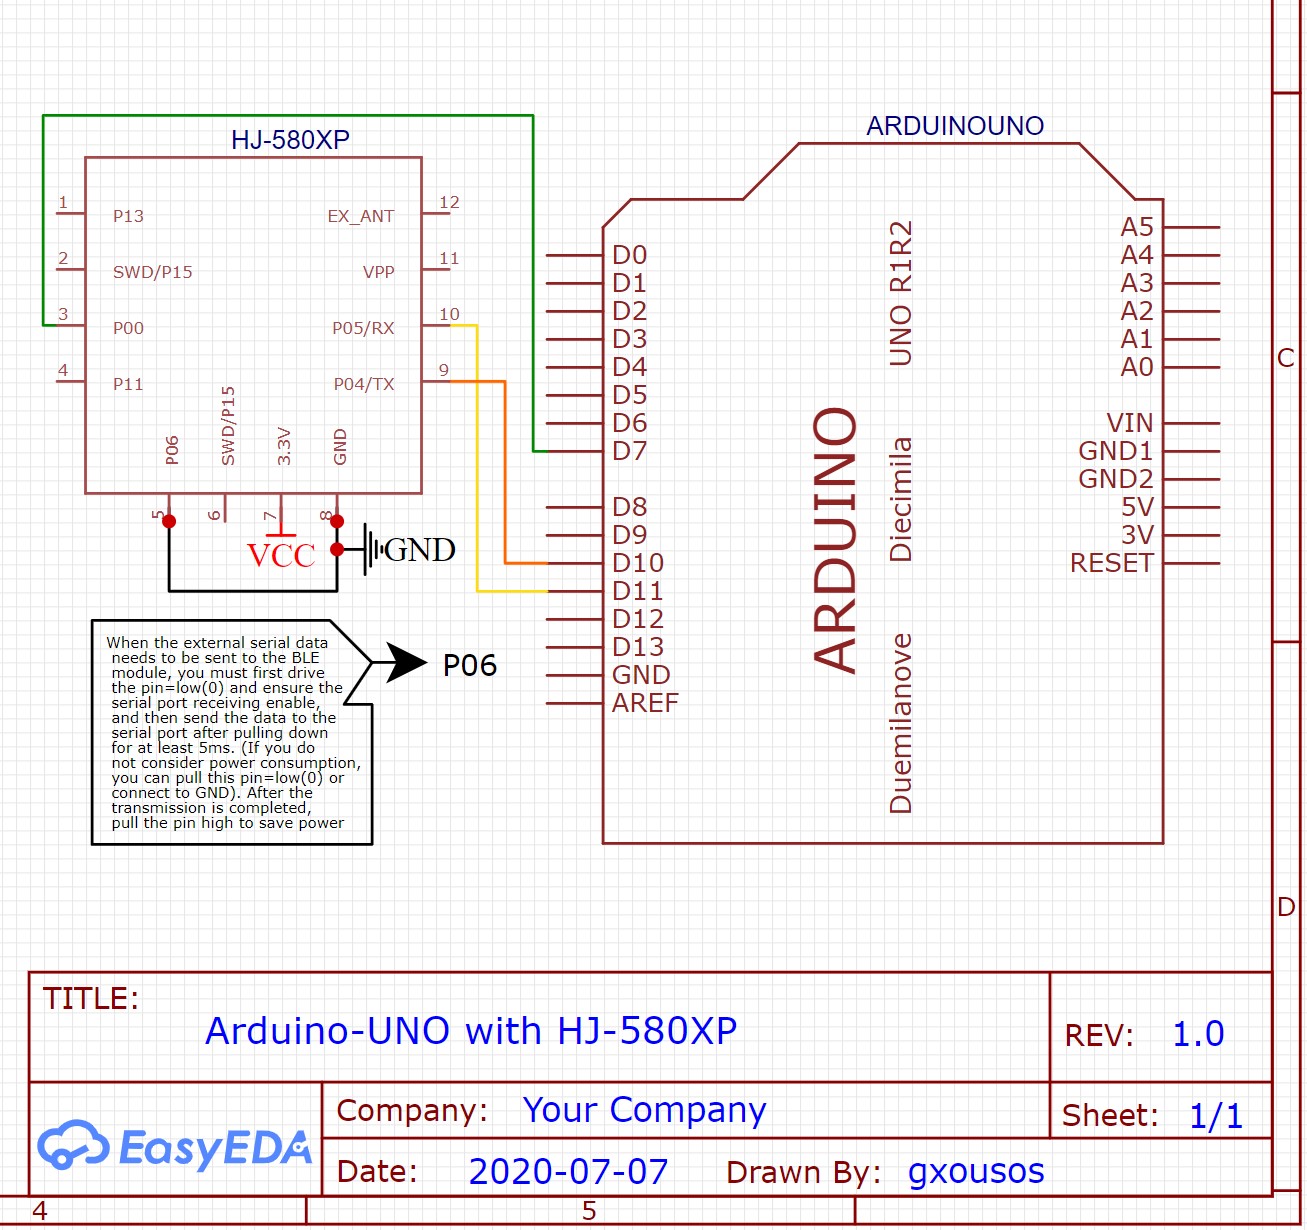 HJ-580XP
1
P13
2
SWD/P15
3
P00
4
P11
12
EX_ANT
11
VPP
10
P05/RX
9
P04/TX
P06
SWD/P15
3.3V
GND
5
6
7
8
VCC
GND
ARDUINOUNO
D0
D1
D2
D3
D4
D5
D6
D7
D8
D9
D10
D11
D12
D13
GND
AREF
ARDUINO
UNO R1R2
Diecimila
Duemilanove
A5
A4
A3
A2
A1
A0
VIN
GND1
GND2
5V
3V
RESET
When the external serial data
needs to be sent to the BLE
module, you must first drive
the pin=low(0) and ensure the
serial port receiving enable,
and then send the data to the
serial port after pulling down
for at least 5ms. (If you do
not consider power consumption,
you can pull this pin=low(0) or
connect to GND). After the
transmission is completed,
pull the pin high to save power
P06
C
D
TITLE:
Arduino-UNO with HJ-580XP
REV: 1.0
EasyEDA
Company: Your Company
Sheet: 1/1
Date: 2020-07-07 Drawn By: gxousos
4
5